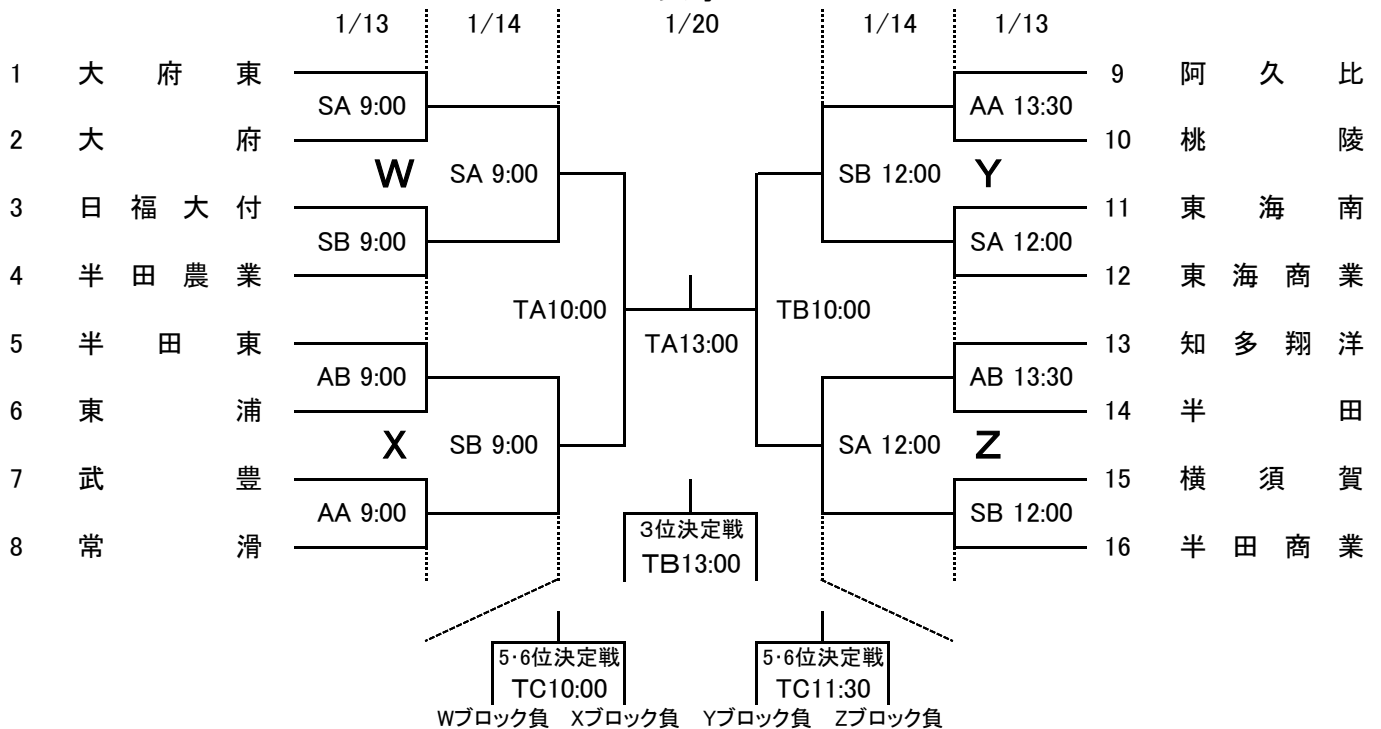 1/13 1/14 1/20 1/14 1/13
1 大府東 9 阿久比
SA 9:00 AA 13:30
2 大府 10 桃陵
W SA 9:00 SB 12:00 Y
3 日福大付 11 東海南
SB 9:00 SA 12:00
4 半田農業 12 東海商業
TA10:00 TB10:00
5 半田東 TA13:00 13 知多翔洋
AB 9:00 AB 13:30
6 東浦 14 半田
X SB 9:00 SA 12:00 Z
7 武豊 15 横須賀
AA 9:00 SB 12:00
3位決定戦
8 常滑 16 半田商業
TB13:00
5・6位決定戦 5・6位決定戦
TC10:00 TC11:30
Wブロック負 Xブロック負 Yブロック負 Zブロック負